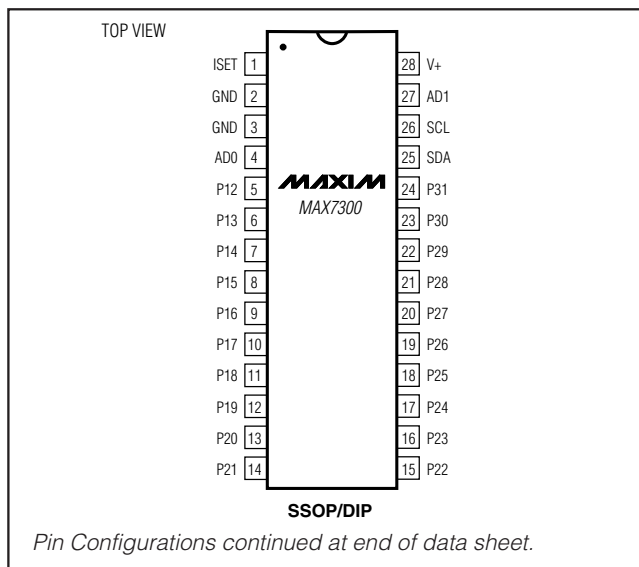 TOP VIEW
ISET 1 28 V+
GND 2 27 AD1
GND 3 26 SCL
AD0 4 25 SDA
MAXIM
P12 5 24 P31
MAX7300
P13 6 23 P30
P14 7 22 P29
P15 8 21 P28
P16 9 20 P27
P17 10 19 P26
P18 11 18 P25
P19 12 17 P24
P20 13 16 P23
P21 14 15 P22
SSOP/DIP
Pin Configurations continued at end of data sheet.